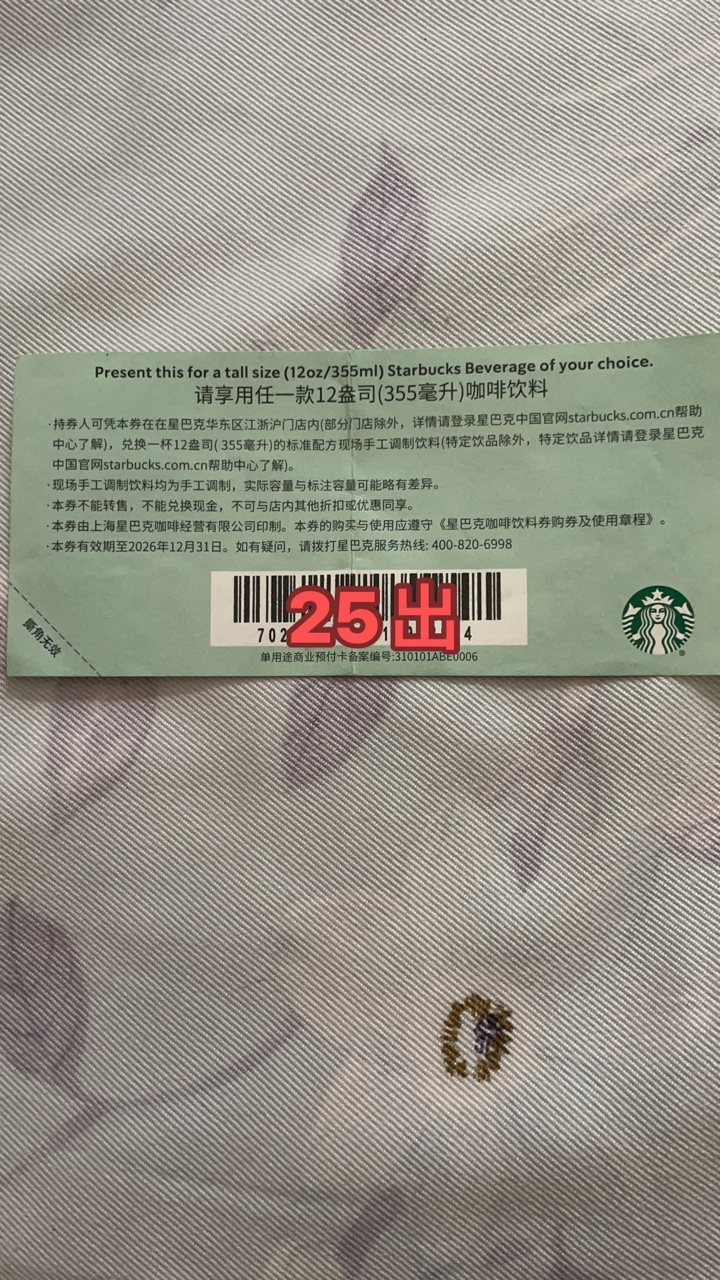 Present this for a tall size (12oz/355ml) Starbucks Beverage of your choice.
请享用任一款12盎司(355毫升)咖啡饮料
·持券人可凭本券在在星巴克华东区江浙沪门店内(部分门店除外，详情请登录星巴克中国官网starbucks.com.cn帮助
中心了解)，兑换一杯12盎司( 355毫升)的标准配方现场手工调制饮料(特定饮品除外，特定饮品详情请登录星巴克
中国官网starbucks.com.cn帮助中心了解)。
·现场手工调制饮料均为手工调制，实际容量与标注容量可能略有差异。
·本券不能转售，不能兑换现金，不可与店内其他折扣或优惠同享。
·本券由上海星巴克咖啡经营有限公司印制。本券的购买与使用应遵守《星巴克咖啡饮料券购券及使用章程》。
·本券有效期至2026年12月31日。如有疑问，请拨打星巴克服务热线: 400-820-6998
702
25出
4
单用途商业预付卡备案编号:310101ABE0006
撕角无效